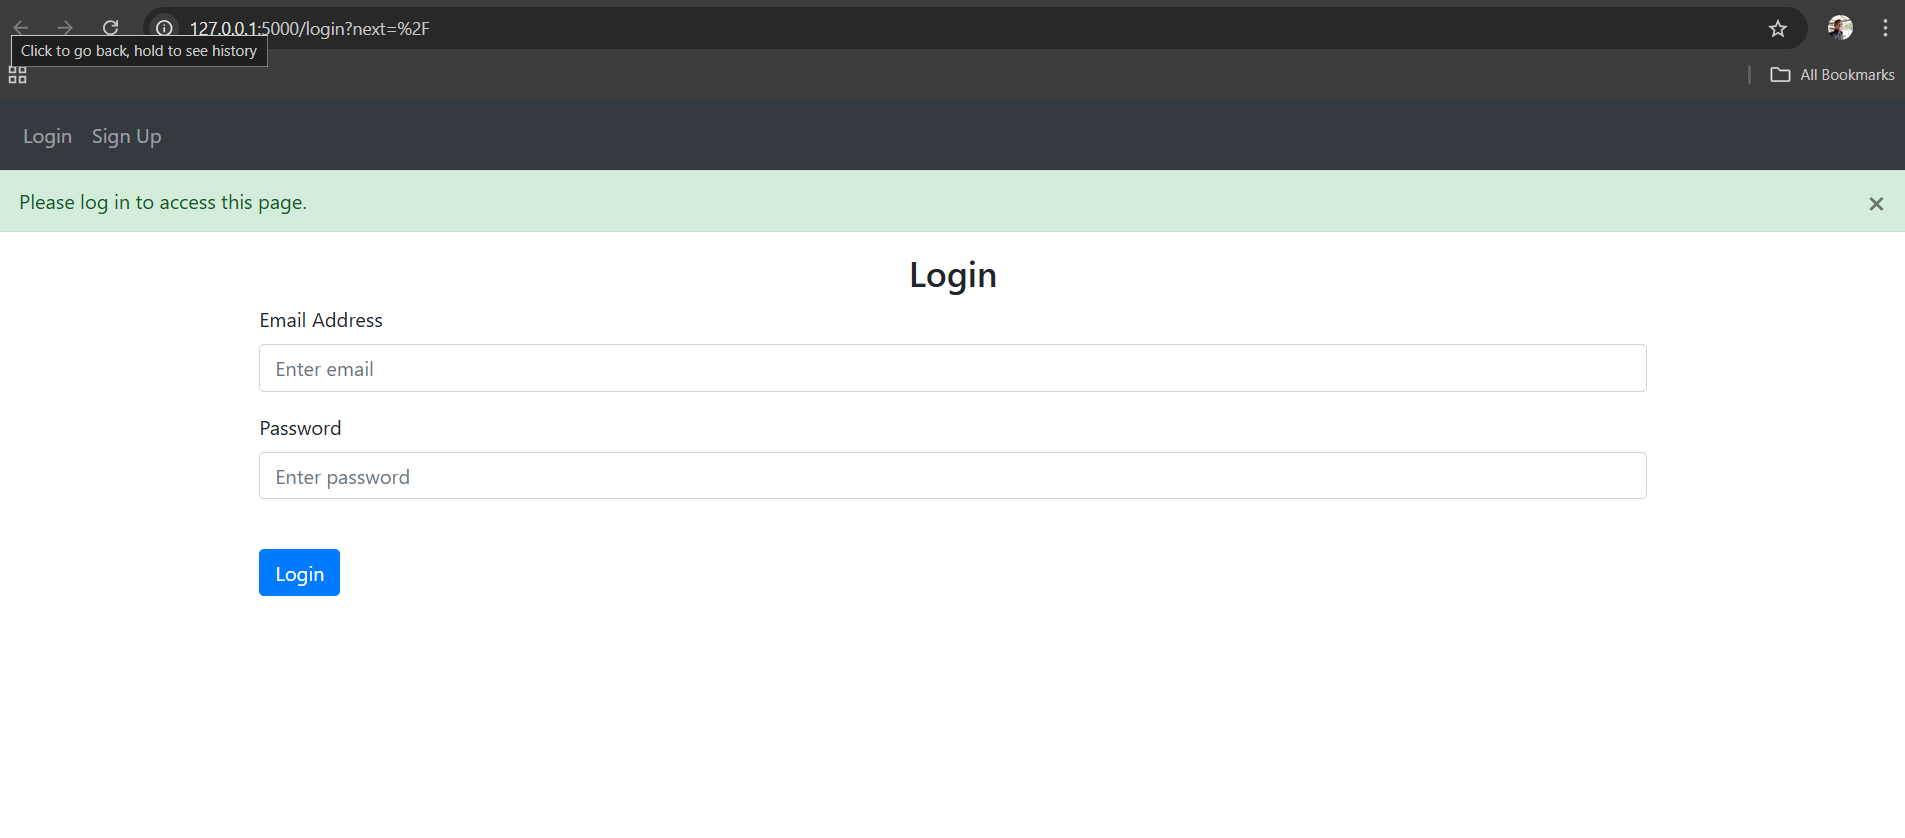 127.0.0.1:5000/login?next=%2F
Click to go back, hold to see history
All Bookmarks
Login Sign Up
Please log in to access this page.
×
Login
Email Address
Enter email
Password
Enter password
Login